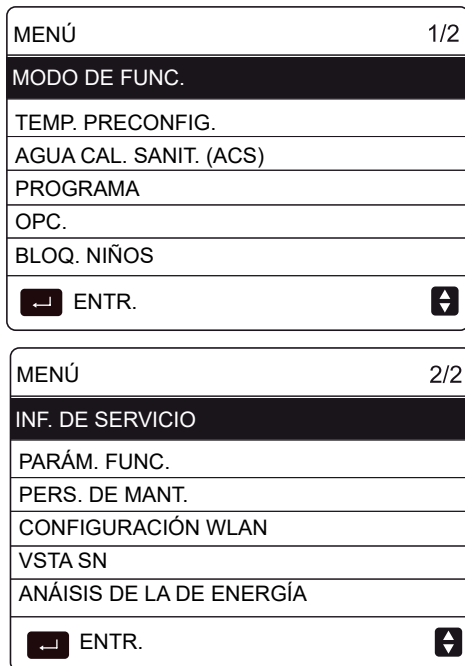 MENÚ 1/2
MODO DE FUNC.
TEMP. PRECONFIG.
AGUA CAL. SANIT. (ACS)
PROGRAMA
OPC.
BLOQ. NIÑOS
ENTR.
MENÚ 2/2
INF. DE SERVICIO
PARÁM. FUNC.
PERS. DE MANT.
CONFIGURACIÓN WLAN
VSTA SN
ANÁISIS DE LA DE ENERGÍA
ENTR.